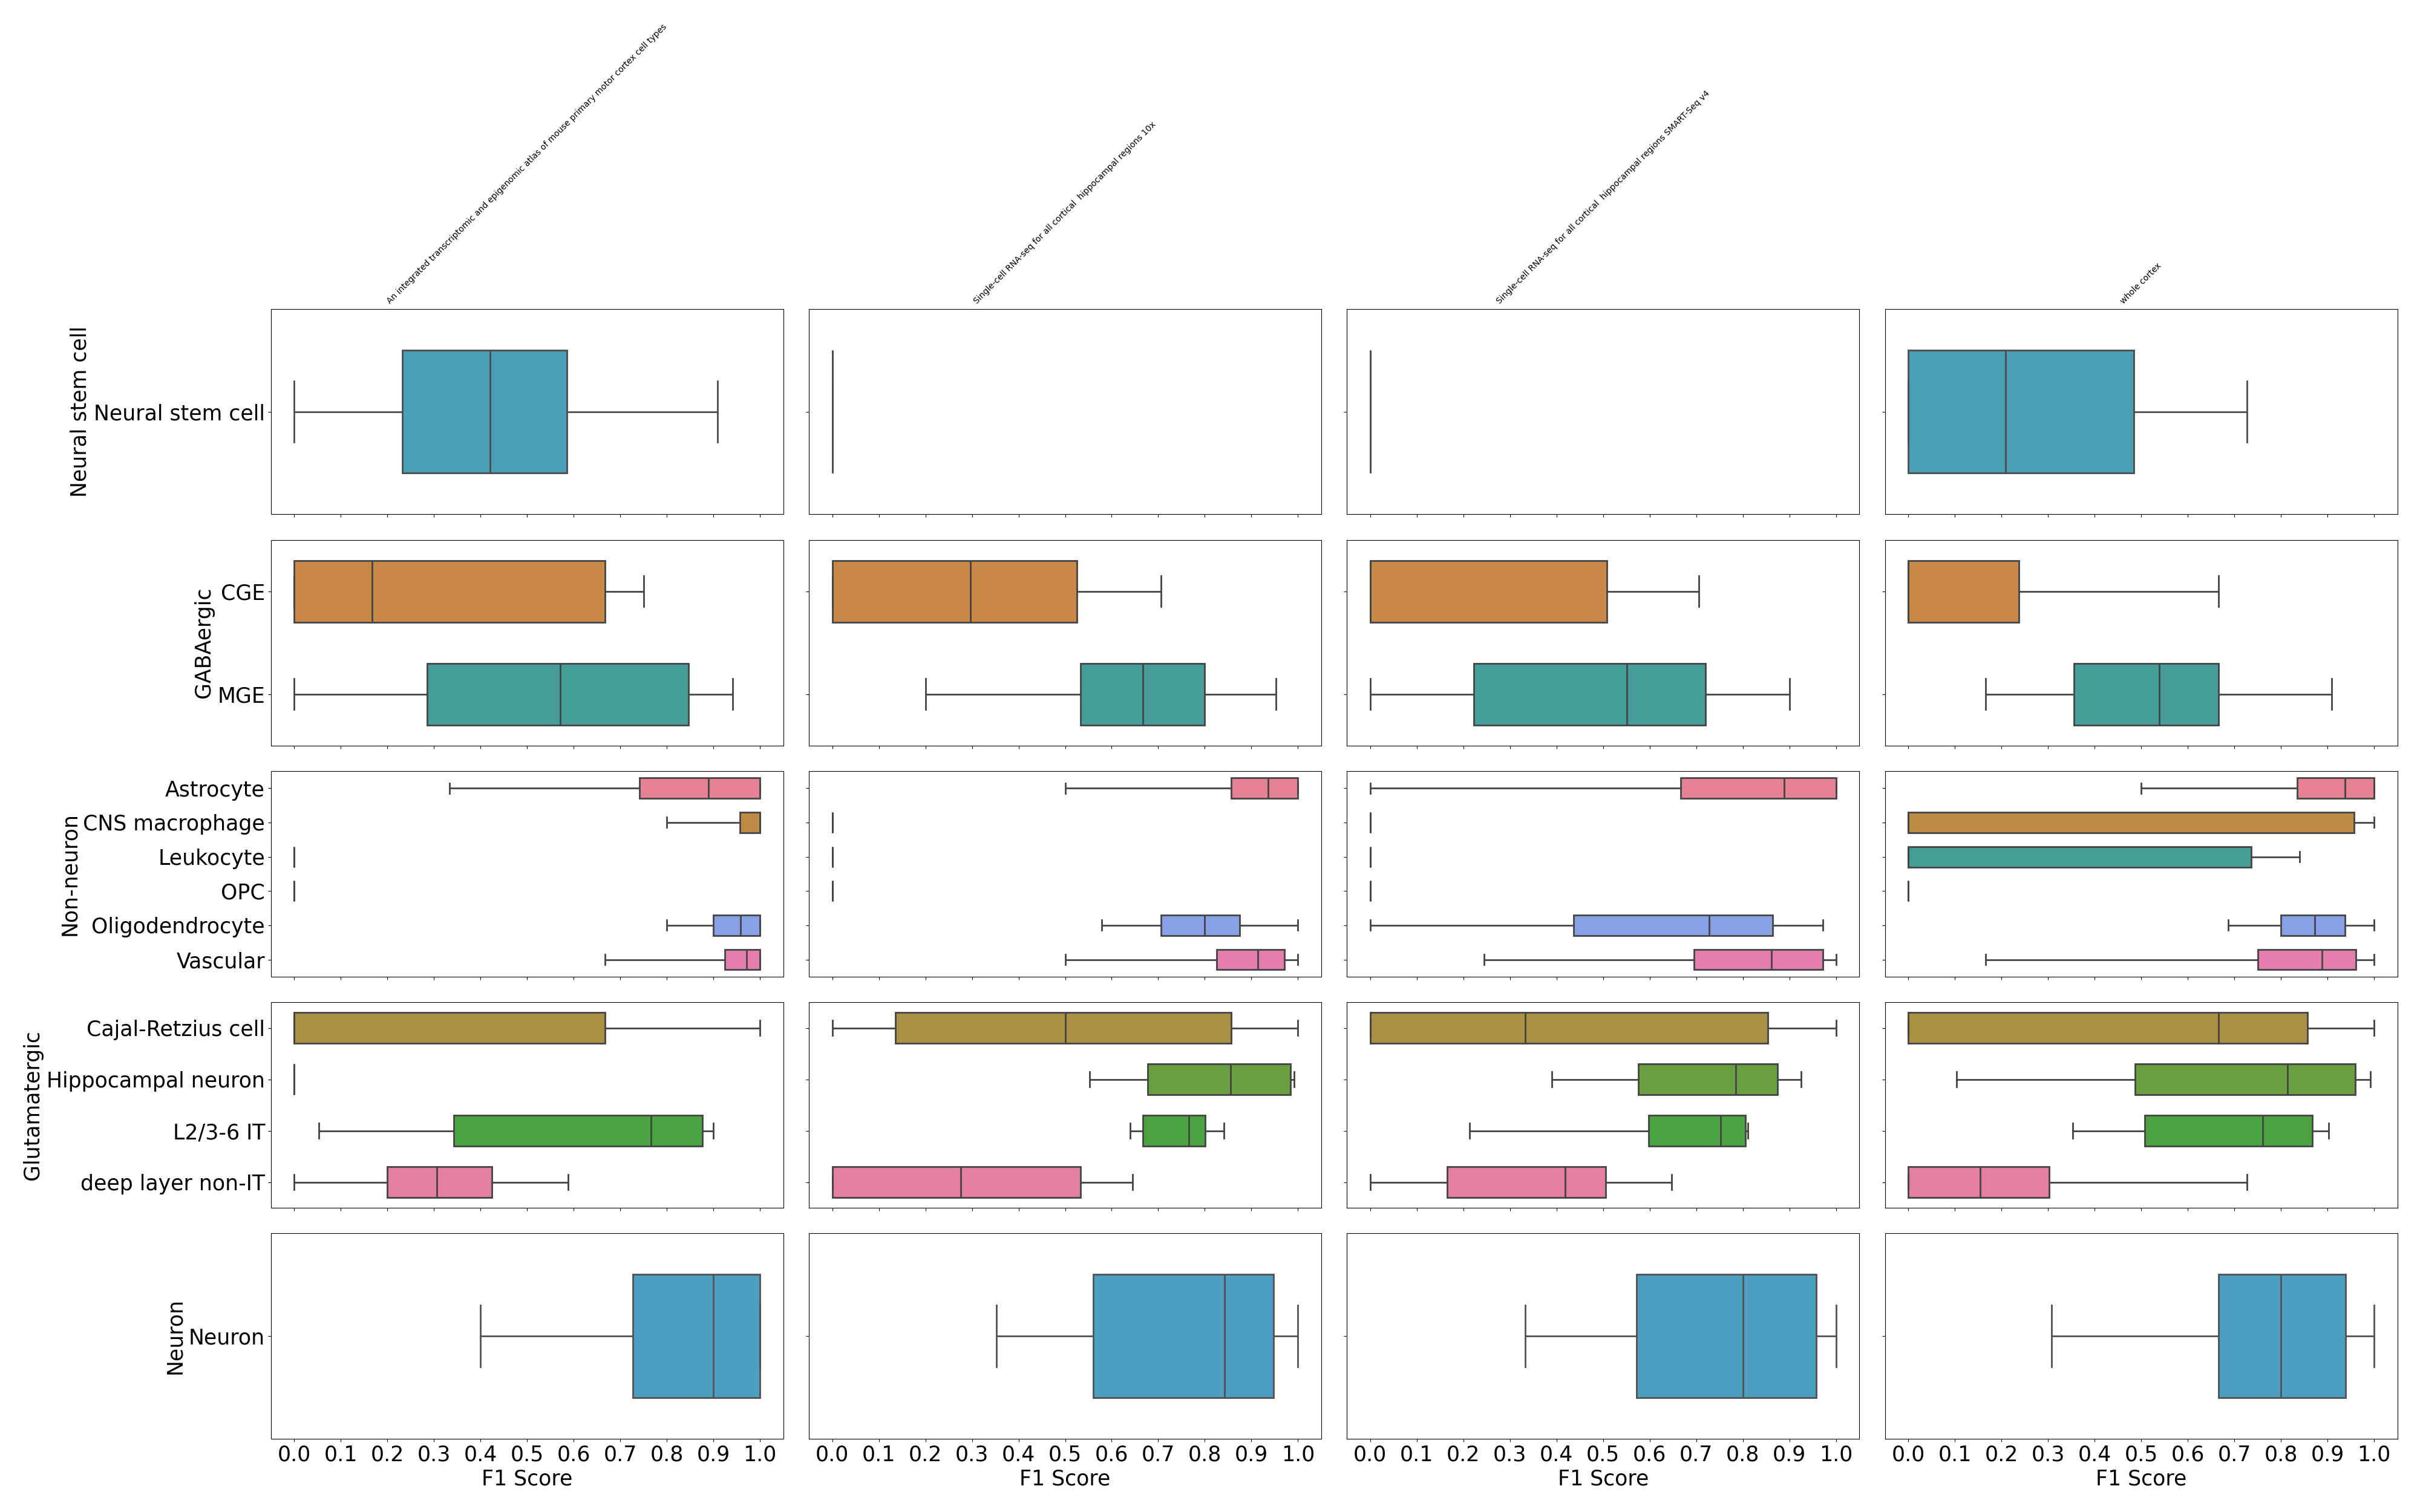 An integrated transcriptomic and epigenomic atlas of mouse primary motor cortex cell types
Single-cell RNA-seq for all cortical  hippocampal regions 10x
Single-cell RNA-seq for all cortical  hippocampal regions SMART-Seq v4
whole cortex
Neural stem cell
Neural stem cell
GABAergic
CGE
MGE
Non-neuron
Astrocyte
CNS macrophage
Leukocyte
OPC
Oligodendrocyte
Vascular
Glutamatergic
Cajal-Retzius cell
Hippocampal neuron
L2/3-6 IT
deep layer non-IT
Neuron
Neuron
0.0 0.1 0.2 0.3 0.4 0.5 0.6 0.7 0.8 0.9 1.0
F1 Score
0.0 0.1 0.2 0.3 0.4 0.5 0.6 0.7 0.8 0.9 1.0
F1 Score
0.0 0.1 0.2 0.3 0.4 0.5 0.6 0.7 0.8 0.9 1.0
F1 Score
0.0 0.1 0.2 0.3 0.4 0.5 0.6 0.7 0.8 0.9 1.0
F1 Score